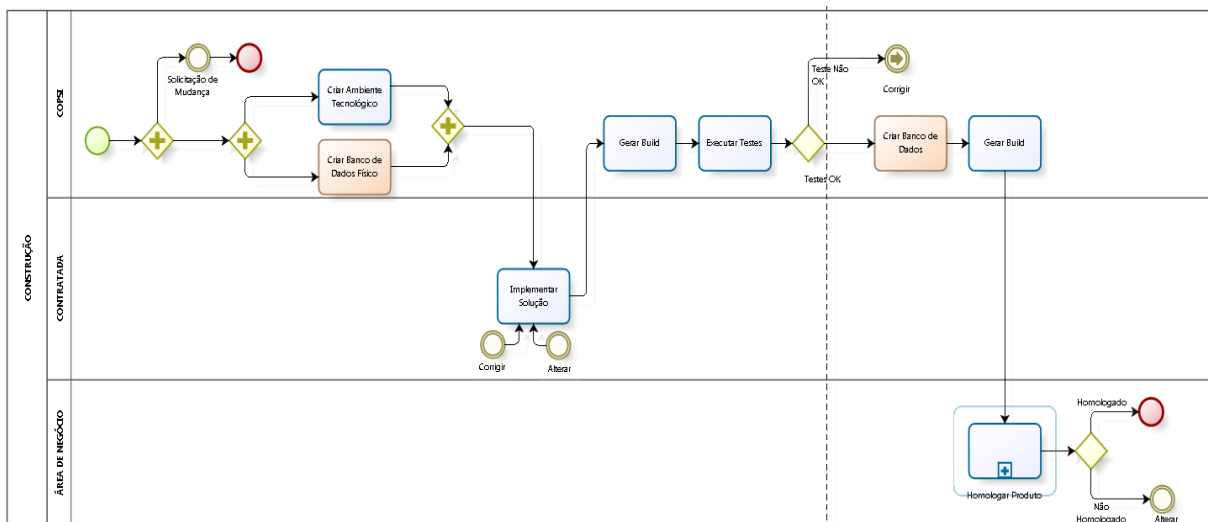 CONSTRUÇÃO
COPSI
Solicitação de
Mudança
Criar Ambiente
Tecnológico
Criar Banco de
Dados Físico
Gerar Build
Executar Testes
Teste Não
OK
Corrigir
Testes OK
Criar Banco de
Dados
Gerar Build
CONTRATADA
Implementar
Solução
Corrigir
Alterar
ÁREA DE NEGÓCIO
Homologar Produto
Homologado
Não
Homologado
Alterar